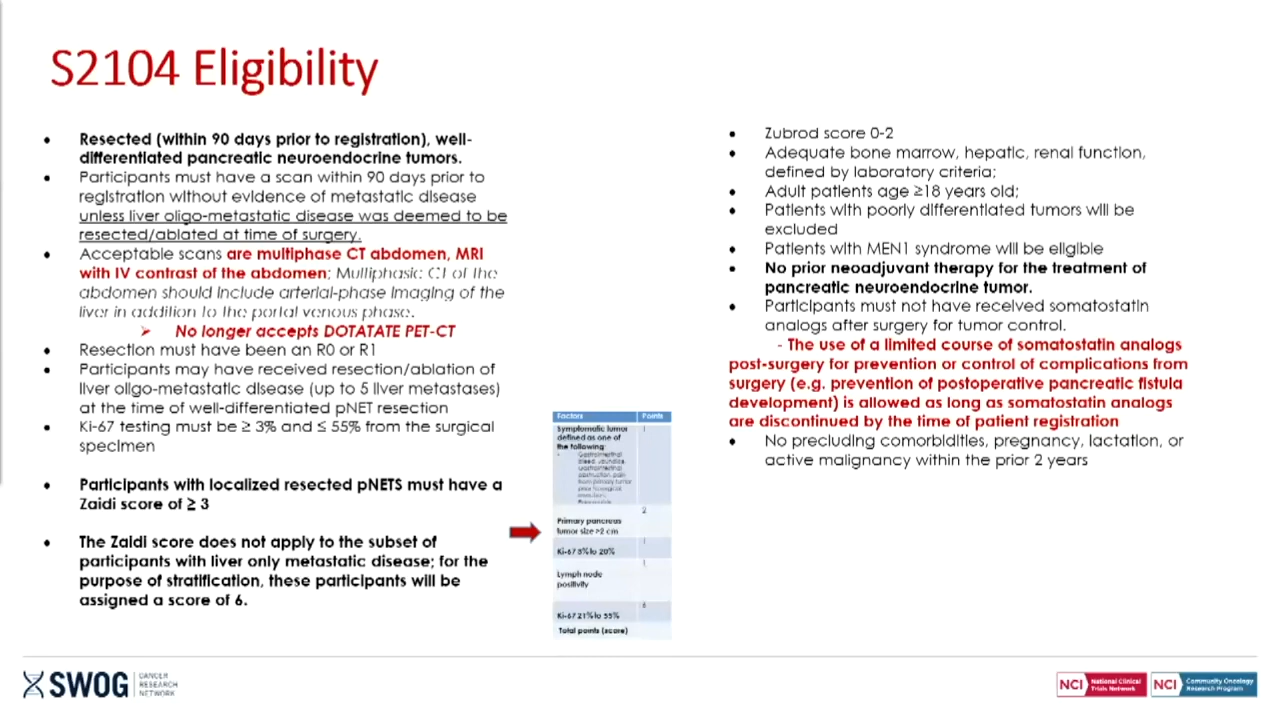 S2104 Eligibility
• Resected (within 90 days prior to registration), well-
differentiated pancreatic neuroendocrine tumors.
• Participants must have a scan within 90 days prior to
registration without evidence of metastatic disease
unless liver oligo-metastatic disease was deemed to be
resected/ablated at time of surgery.
• Acceptable scans are multiphase CT abdomen, MRI
with IV contrast of the abdomen; Multiphasic CT of the
abdomen should include arterial-phase imaging of the
liver in addition to the portal venous phase.
➢ No longer accepts DOTATATE PET-CT
• Resection must have been an R0 or R1
• Participants may have received resection/ablation of
liver oligo-metastatic disease (up to 5 liver metastases)
at the time of well-differentiated pNET resection
• Ki-67 testing must be ≥ 3% and ≤ 55% from the surgical
specimen
• Participants with localized resected pNETS must have a
Zaidi score of ≥ 3
• The Zaidi score does not apply to the subset of
participants with liver only metastatic disease; for the
purpose of stratification, these participants will be
assigned a score of 6.
Factors Points
Symptomatic tumor 1
defined as one of
the following:
Primary pancreas 2
tumor size >2 cm
Ki-67 3% to 20% 1
Lymph node 1
positivity
Ki-67 21% to 55% 6
Total points (score)
• Zubrod score 0-2
• Adequate bone marrow, hepatic, renal function,
defined by laboratory criteria;
• Adult patients age ≥18 years old;
• Patients with poorly differentiated tumors will be
excluded
• Patients with MEN1 syndrome will be eligible
• No prior neoadjuvant therapy for the treatment of
pancreatic neuroendocrine tumor.
• Participants must not have received somatostatin
analogs after surgery for tumor control.
- The use of a limited course of somatostatin analogs
post-surgery for prevention or control of complications from
surgery (e.g. prevention of postoperative pancreatic fistula
development) is allowed as long as somatostatin analogs
are discontinued by the time of patient registration
• No precluding comorbidities, pregnancy, lactation, or
active malignancy within the prior 2 years
SWOG
CANCER
RESEARCH
NETWORK
NCI National Clinical
Trials Network
NCI Community Oncology
Research Program